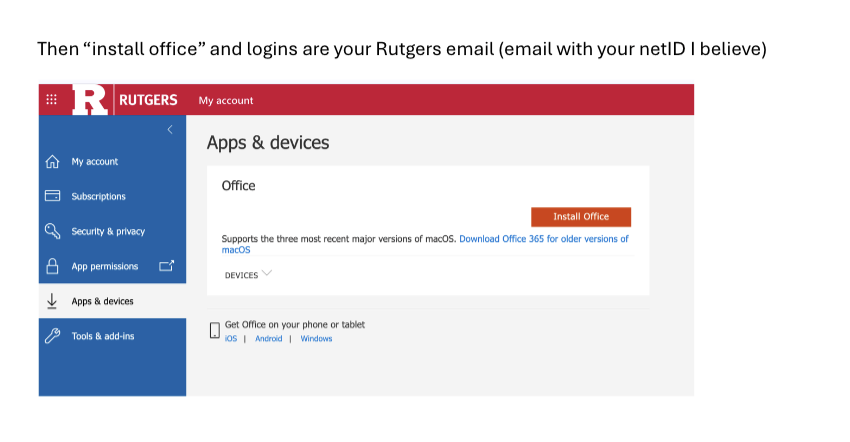 Then “install office” and logins are your Rutgers email (email with your netID I believe)
R RUTGERS My account
Apps & devices
My account
Subscriptions
Security & privacy
App permissions
Apps & devices
Tools & add-ins
Office
Install Office
Supports the three most recent major versions of macOS. Download Office 365 for older versions of
macOS
DEVICES
Get Office on your phone or tablet
iOS | Android | Windows